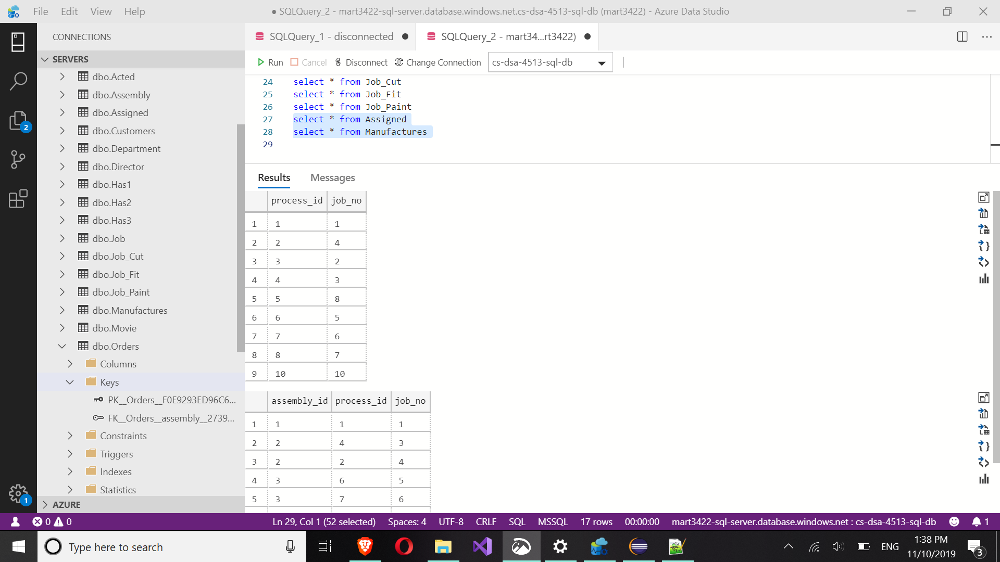 File Edit View Help
● SQLQuery_2 - mart3422-sql-server.database.windows.net.cs-dsa-4513-sql-db (mart3422) - Azure Data Studio
CONNECTIONS
SERVERS
dbo.Acted
dbo.Assembly
dbo.Assigned
dbo.Customers
dbo.Department
dbo.Director
dbo.Has1
dbo.Has2
dbo.Has3
dbo.Job
dbo.Job_Cut
dbo.Job_Fit
dbo.Job_Paint
dbo.Manufactures
dbo.Movie
dbo.Orders
Columns
Keys
PK__Orders__F0E9293ED96C6...
FK__Orders__assembly__2739...
Constraints
Triggers
Indexes
Statistics
AZURE
2
1
SQLQuery_1 - disconnected ●
SQLQuery_2 - mart34...rt3422) ●
Run Cancel Disconnect Change Connection cs-dsa-4513-sql-db
24 select * from Job_Cut
25 select * from Job_Fit
26 select * from Job_Paint
27 select * from Assigned
28 select * from Manufactures
29
Results Messages
process_id job_no
1 1 1
2 2 4
3 3 2
4 4 3
5 5 8
6 6 5
7 7 6
8 8 7
9 10 10
assembly_id process_id job_no
1 1 1 1
2 2 4 3
3 2 2 4
4 3 6 5
5 3 7 6
0 0 Ln 29, Col 1 (52 selected) Spaces: 4 UTF-8 CRLF SQL MSSQL 17 rows 00:00:00 mart3422-sql-server.database.windows.net : cs-dsa-4513-sql-db 1
Type here to search
ENG
1:38 PM
11/10/2019
3